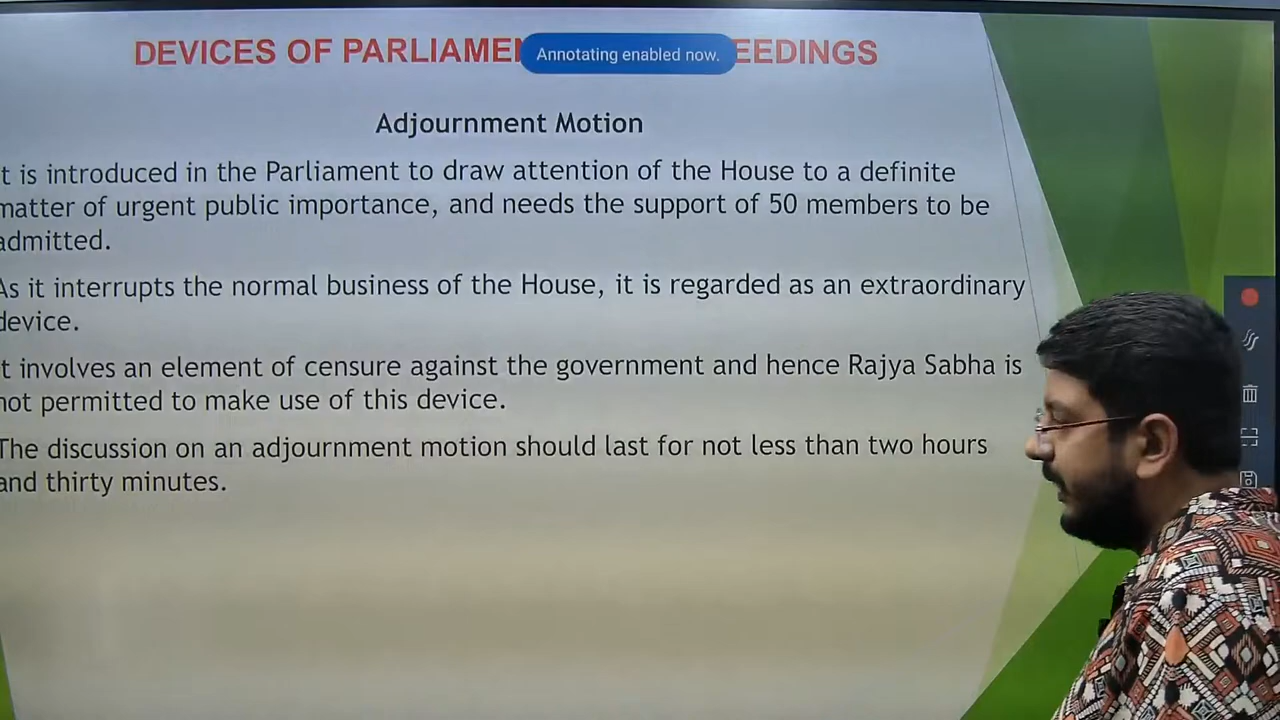 DEVICES OF PARLIAMEN EEDINGS
Annotating enabled now.
Adjournment Motion
t is introduced in the Parliament to draw attention of the House to a definite
matter of urgent public importance, and needs the support of 50 members to be
admitted.
As it interrupts the normal business of the House, it is regarded as an extraordinary
device.
t involves an element of censure against the government and hence Rajya Sabha is
not permitted to make use of this device.
The discussion on an adjournment motion should last for not less than two hours
and thirty minutes.